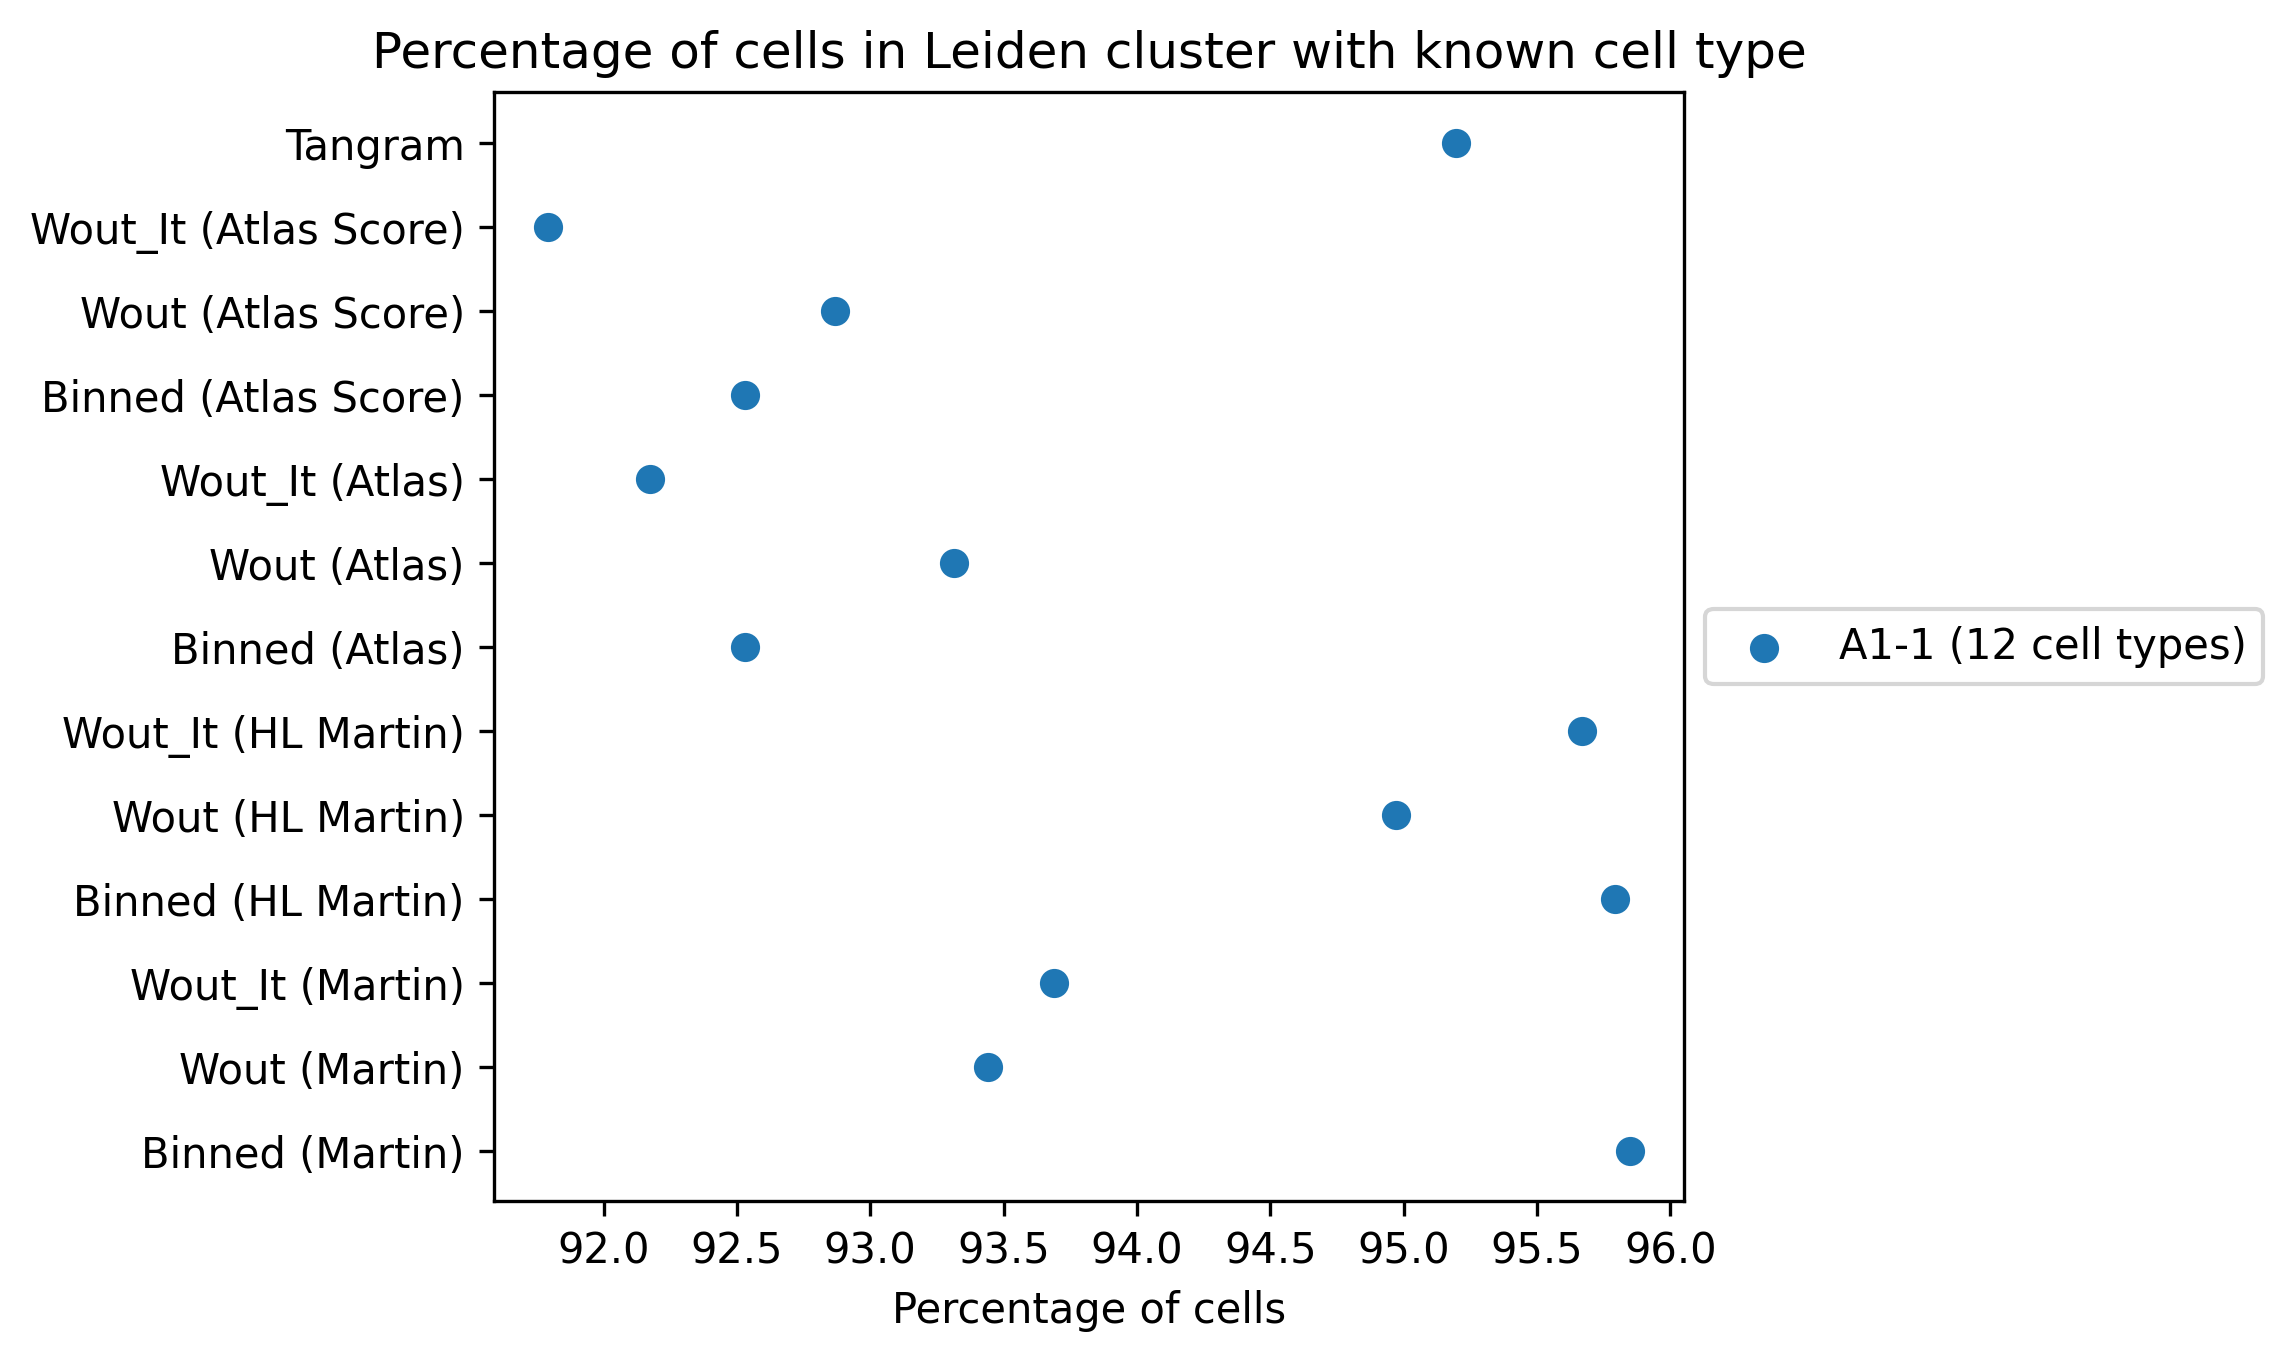 Percentage of cells in Leiden cluster with known cell type
Tangram
Wout_It (Atlas Score)
Wout (Atlas Score)
Binned (Atlas Score)
Wout_It (Atlas)
Wout (Atlas)
Binned (Atlas)
Wout_It (HL Martin)
Wout (HL Martin)
Binned (HL Martin)
Wout_It (Martin)
Wout (Martin)
Binned (Martin)
A1-1 (12 cell types)
92.0 92.5 93.0 93.5 94.0 94.5 95.0 95.5 96.0
Percentage of cells